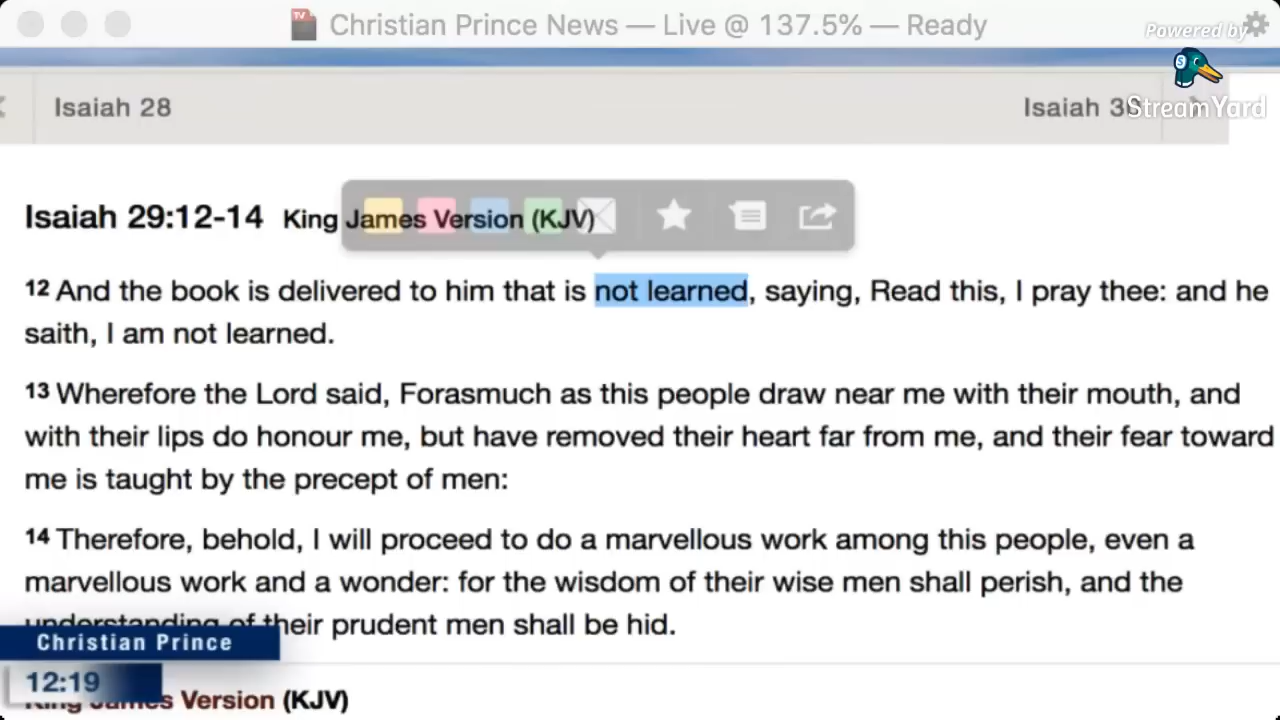 Christian Prince News — Live @ 137.5% — Ready
Powered by
StreamYard
Isaiah 28
Isaiah 3
Isaiah 29:12-14 King James Version (KJV)
12 And the book is delivered to him that is not learned, saying, Read this, I pray thee: and he
saith, I am not learned.
13 Wherefore the Lord said, Forasmuch as this people draw near me with their mouth, and
with their lips do honour me, but have removed their heart far from me, and their fear toward
me is taught by the precept of men:
14 Therefore, behold, I will proceed to do a marvellous work among this people, even a
marvellous work and a wonder: for the wisdom of their wise men shall perish, and the
understanding of their prudent men shall be hid.
Christian Prince
12:19
King James Version (KJV)